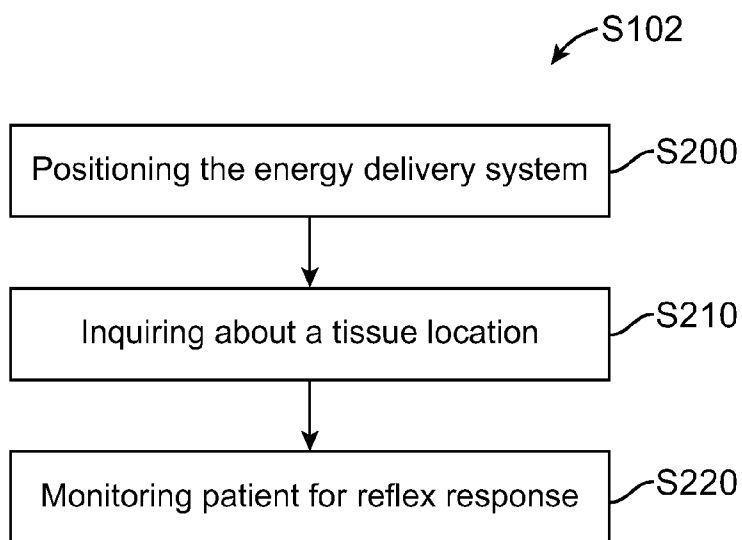 S102
Positioning the energy delivery system
S200
Inquiring about a tissue location
S210
Monitoring patient for reflex response
S220